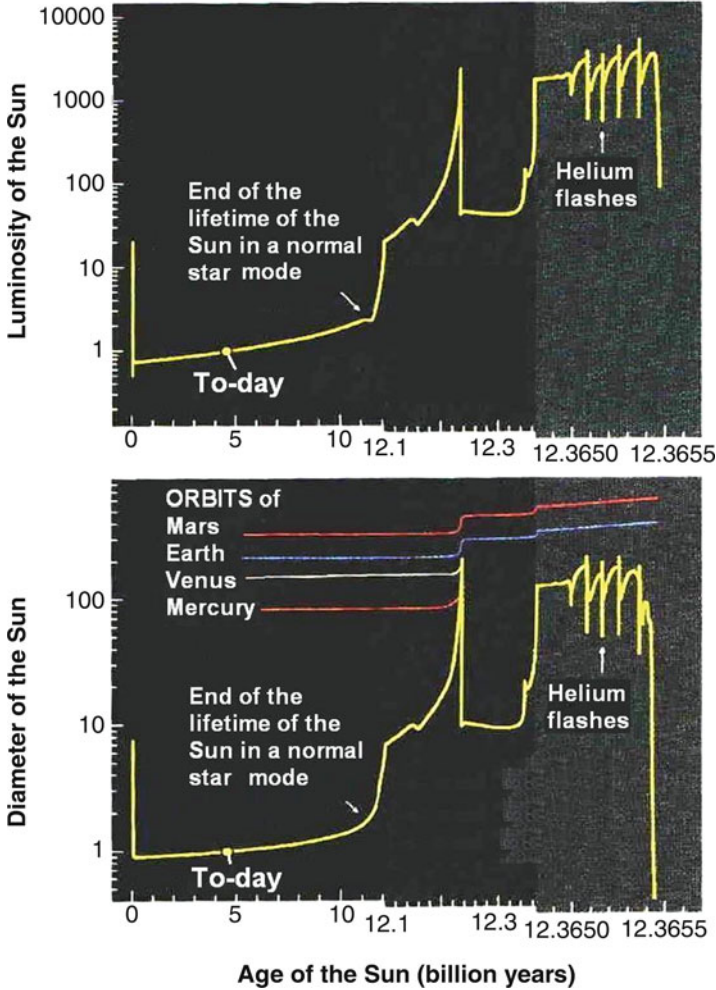 10000
1000
100
10
1
Luminosity of the Sun
End of the
lifetime of the
Sun in a normal
star mode
To-day
Helium
flashes
0
5
10
12.1
12.3
12.3650
12.3655
ORBITS of
Mars
Earth
Venus
Mercury
100
10
1
Diameter of the Sun
End of the
lifetime of the
Sun in a normal
star mode
To-day
Helium
flashes
0
5
10
12.1
12.3
12.3650
12.3655
Age of the Sun (billion years)